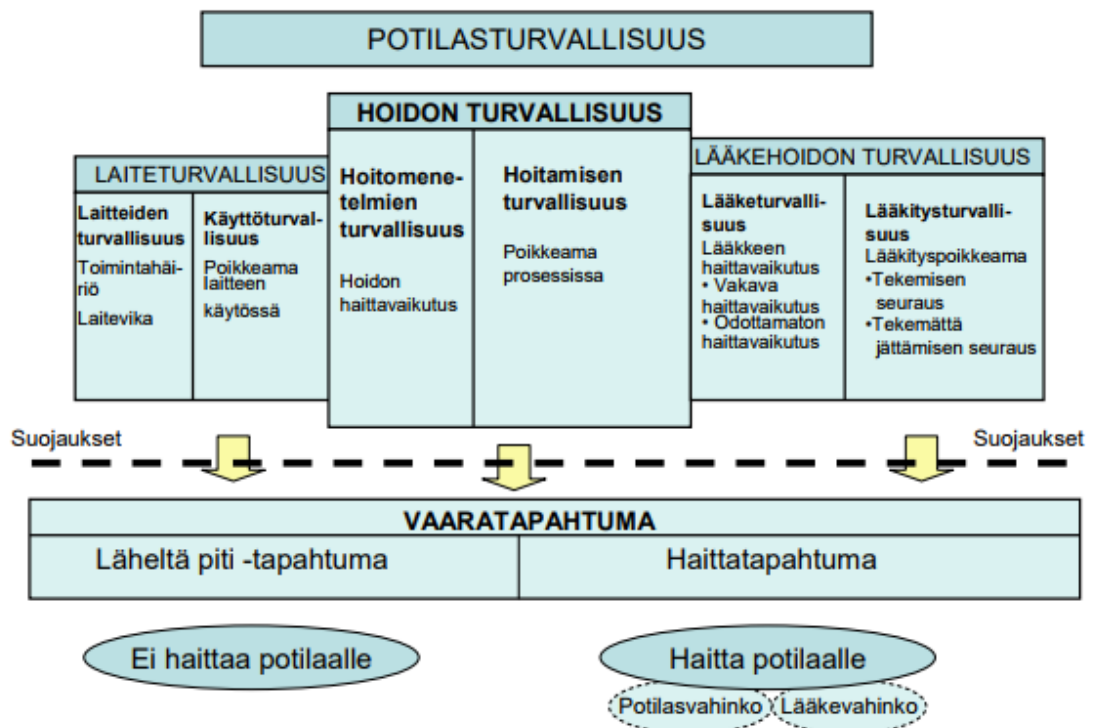 POTILASTURVALLISUUS
HOIDON TURVALLISUUS
LAITETURVALLISUUS
Laitteiden
turvallisuus
Toimintahäi-
riö
Laitevika
Käyttöturval-
lisuus
Poikkeama
laitteen
käytössä
Hoitomene-
telmien
turvallisuus
Hoidon
haittavaikutus
Hoitamisen
turvallisuus
Poikkeama
prosessissa
LÄÄKEHOIDON TURVALLISUUS
Lääketurvalli-
suus
Lääkkeen
haittavaikutus
• Vakava
haittavaikutus
• Odottamaton
haittavaikutus
Lääkitysturvalli-
suus
Lääkityspoikkeama
•Tekemisen
seuraus
•Tekemättä
jättämisen seuraus
Suojaukset
Suojaukset
VAARATAPAHTUMA
Läheltä piti -tapahtuma
Haittatapahtuma
Ei haittaa potilaalle
Haitta potilaalle
Potilasvahinko
Lääkevahinko